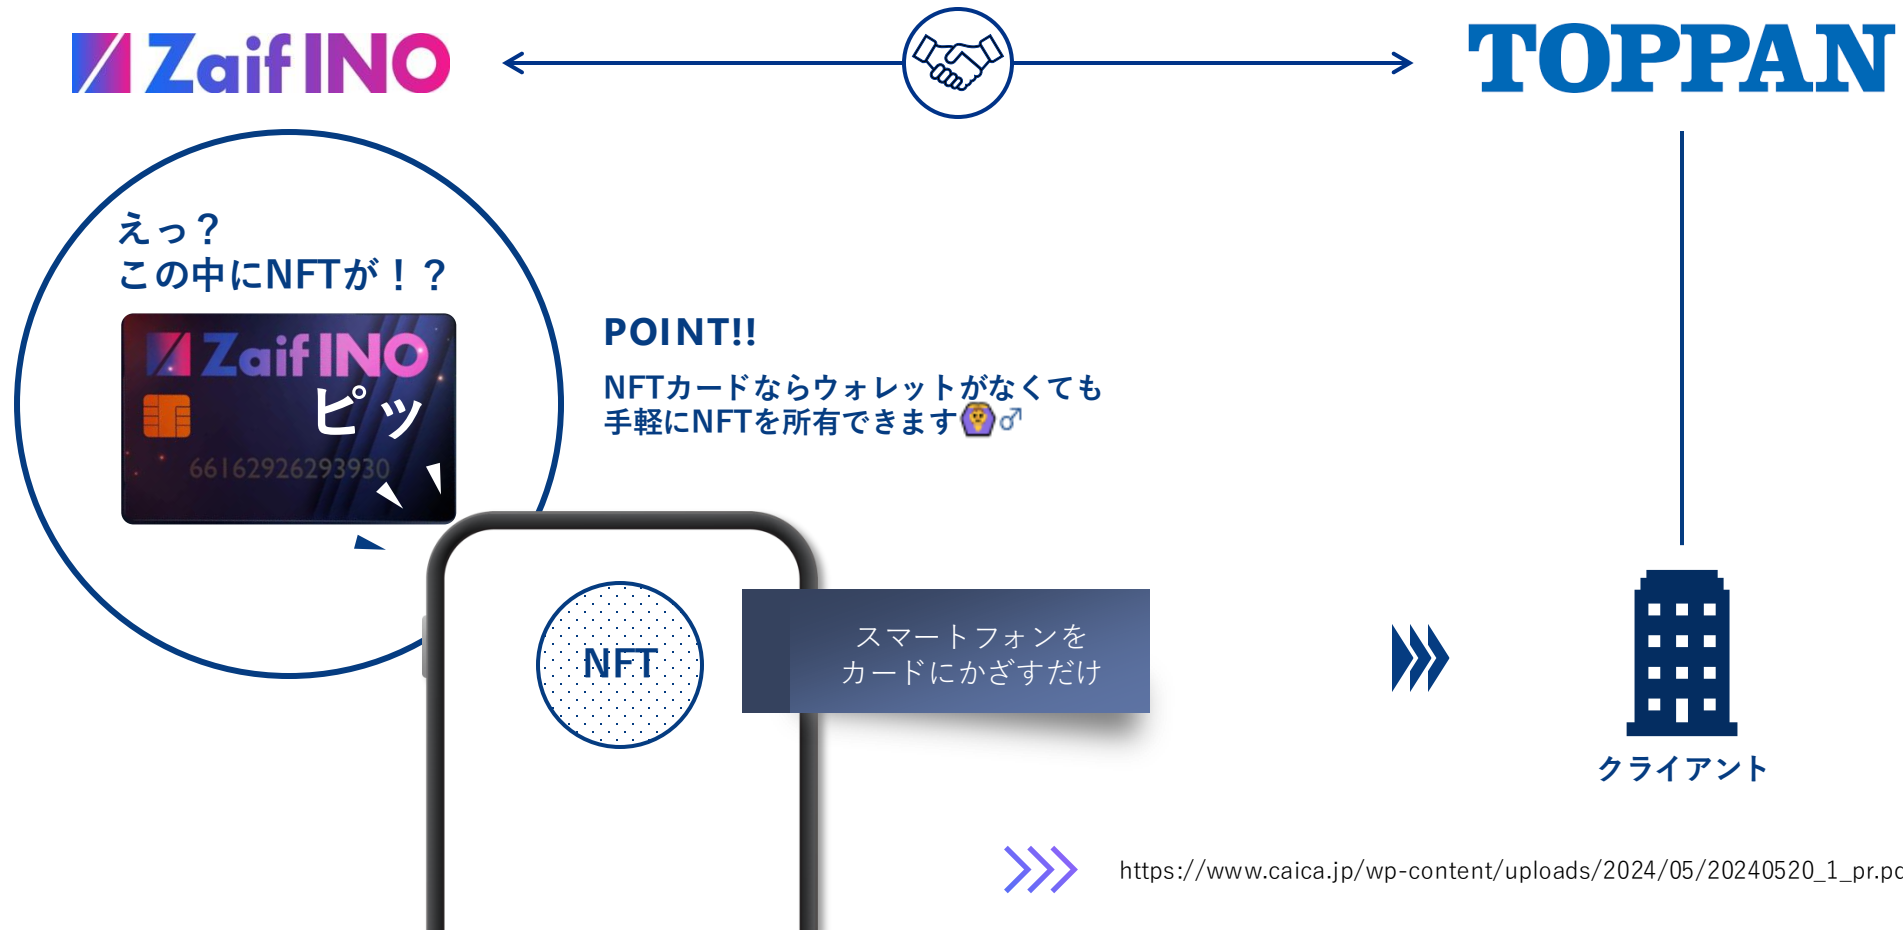 Zaif INO
TOPPAN
えっ？
この中にNFTが！？
Zaif INO
ピッ
66162926293930
POINT!!
NFTカードならウォレットがなくても
手軽にNFTを所有できます🙆♂
NFT
スマートフォンを
カードにかざすだけ
クライアント
https://www.caica.jp/wp-content/uploads/2024/05/20240520_1_pr.pd